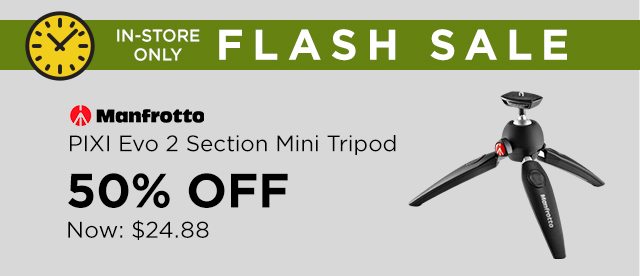 IN-STORE
ONLY
FLASH SALE
Manfrotto
PIXI Evo 2 Section Mini Tripod
50% OFF
Now: $24.88
Manfrotto